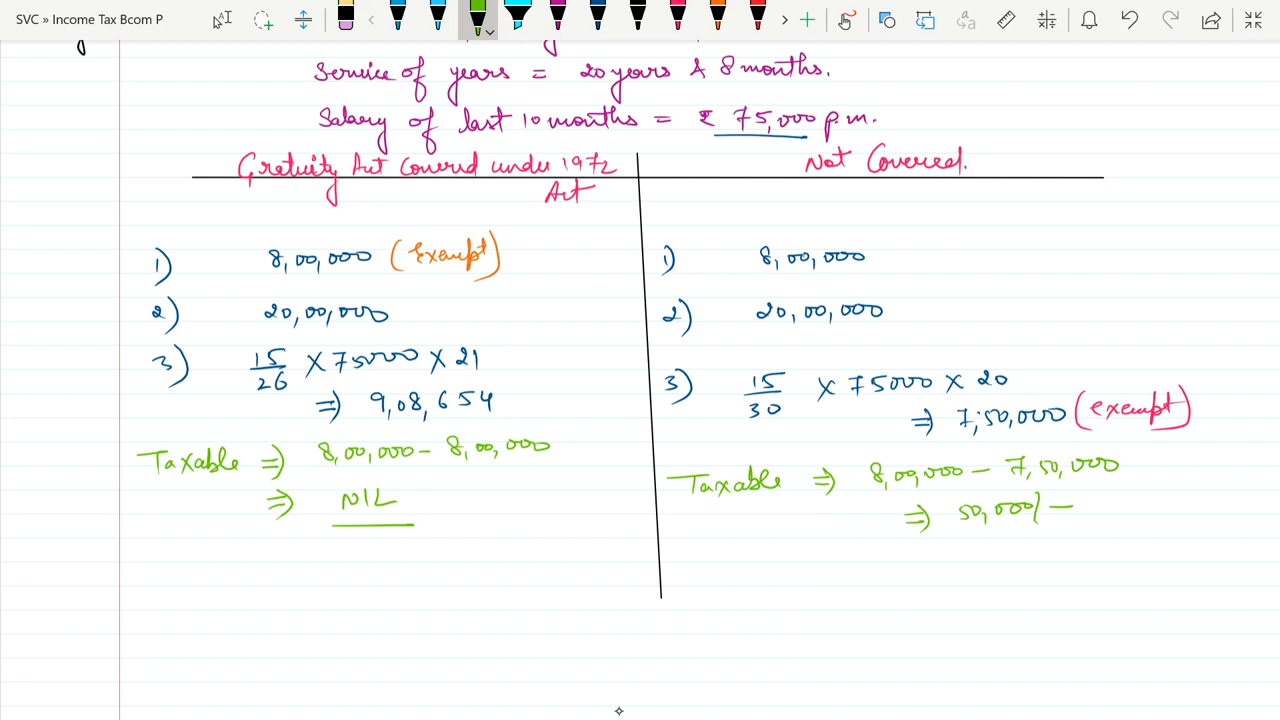 SVC » Income Tax Bcom P
Service of years = 20 years & 8 months.
Salary of last 10 months = ₹ 75,000 p.m.
Gratuity Act Covered under 1972 Act
1) 8,00,000 (exempt)
2) 20,00,000
3) 15/26 × 75000 × 21
⇒ 9,08,654
Taxable ⇒ 8,00,000 - 8,00,000
⇒ NIL
Not Covered.
1) 8,00,000
2) 20,00,000
3) 15/30 × 75000 × 20
⇒ 7,50,000 (exempt)
Taxable ⇒ 8,00,000 - 7,50,000
⇒ 50,000/-